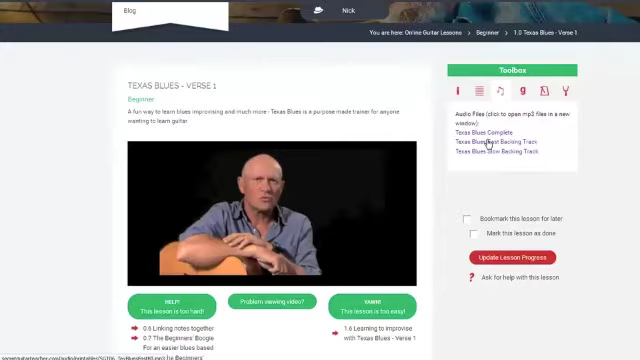 Blog
Nick
You are here: Online Guitar Lessons » Beginner » 1.0 Texas Blues - Verse 1
TEXAS BLUES - VERSE 1
Beginner
A fun way to learn blues improvising and much more - Texas Blues is a purpose made trainer for anyone
wanting to learn guitar
Toolbox
Audio Files (click to open mp3 files in a new
window):
Texas Blues Complete
Texas Blues Fast Backing Track
Texas Blues Slow Backing Track
Bookmark this lesson for later
Mark this lesson as done
Update Lesson Progress
? Ask for help with this lesson
HELP!
This lesson is too hard!
Problem viewing video?
YAWN!
This lesson is too easy!
0.6 Linking notes together
0.7 The Beginners' Boogie
For an easier blues based
1.6 Learning to improvise
with Texas Blues - Verse 1